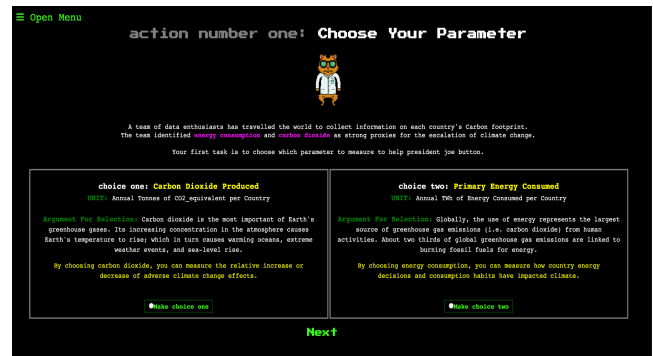 ☰ Open Menu
action number one: Choose Your Parameter
A team of data enthusiasts has travelled the world to collect information on each country's Carbon footprint.
The team identified energy consumption and carbon dioxide as strong proxies for the escalation of climate change.
Your first task is to choose which parameter to measure to help president joe button.
choice one: Carbon Dioxide Produced
UNIT: Annual Tonnes of CO2_equivalent per Country
Argument For Selection: Carbon dioxide is the most important of Earth's
greenhouse gases. Its increasing concentration in the atmosphere causes
Earth's temperature to rise; which in turn causes warming oceans, extreme
weather events, and sea-level rise.
By choosing carbon dioxide, you can measure the relative increase or
decrease of adverse climate change effects.
Make choice one
choice two: Primary Energy Consumed
UNIT: Annual TWh of Energy Consumed per Country
Argument For Selection: Globally, the use of energy represents the largest
source of greenhouse gas emissions (i.e. carbon dioxide) from human
activities. About two thirds of global greenhouse gas emissions are linked to
burning fossil fuels for energy.
By choosing energy consumption, you can measure how country energy
decisions and consumption habits have impacted climate.
Make choice two
Next